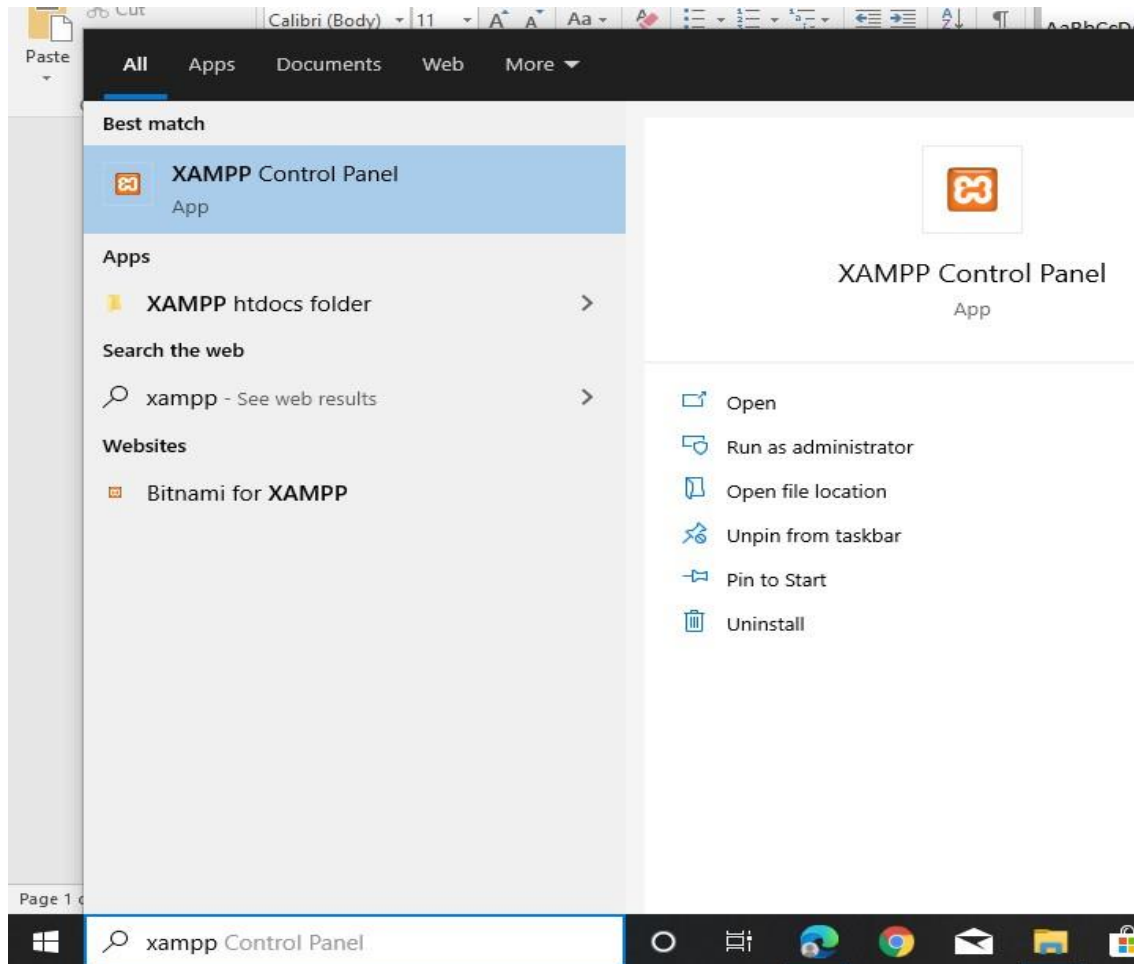 Cut
Calibri (Body) 11 A A Aa
Paste
All Apps Documents Web More
Best match
XAMPP Control Panel
App
Apps
XAMPP htdocs folder
Search the web
xampp - See web results
Websites
Bitnami for XAMPP
XAMPP Control Panel
App
Open
Run as administrator
Open file location
Unpin from taskbar
Pin to Start
Uninstall
Page 1
xampp Control Panel